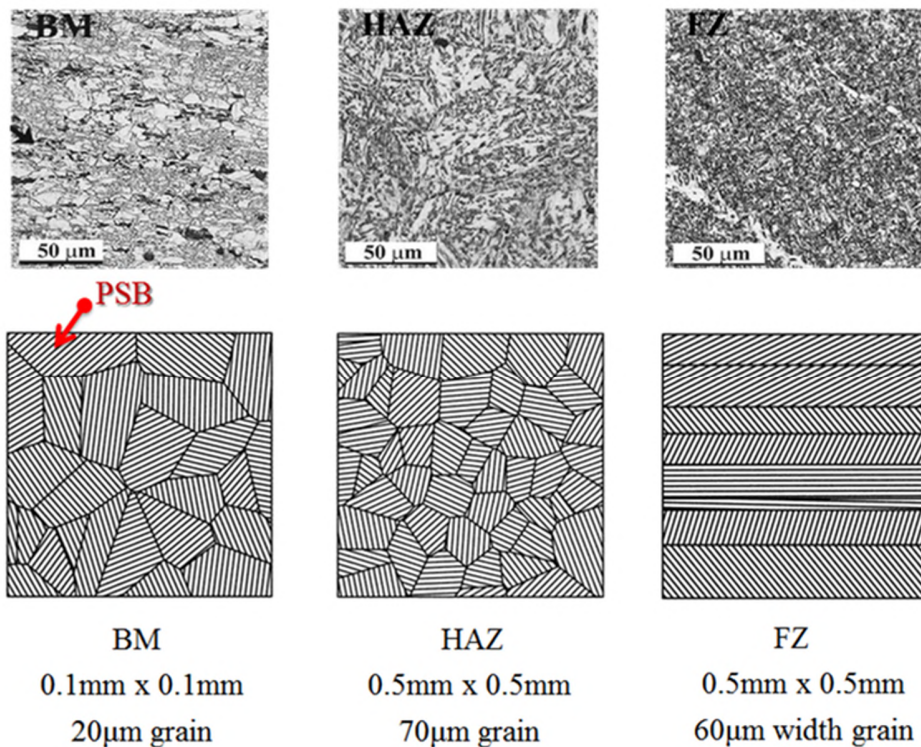 BM
HAZ
FZ
50 μm
50 μm
50 μm
PSB
BM
HAZ
FZ
0.1mm x 0.1mm
0.5mm x 0.5mm
0.5mm x 0.5mm
20μm grain
70μm grain
60μm width grain